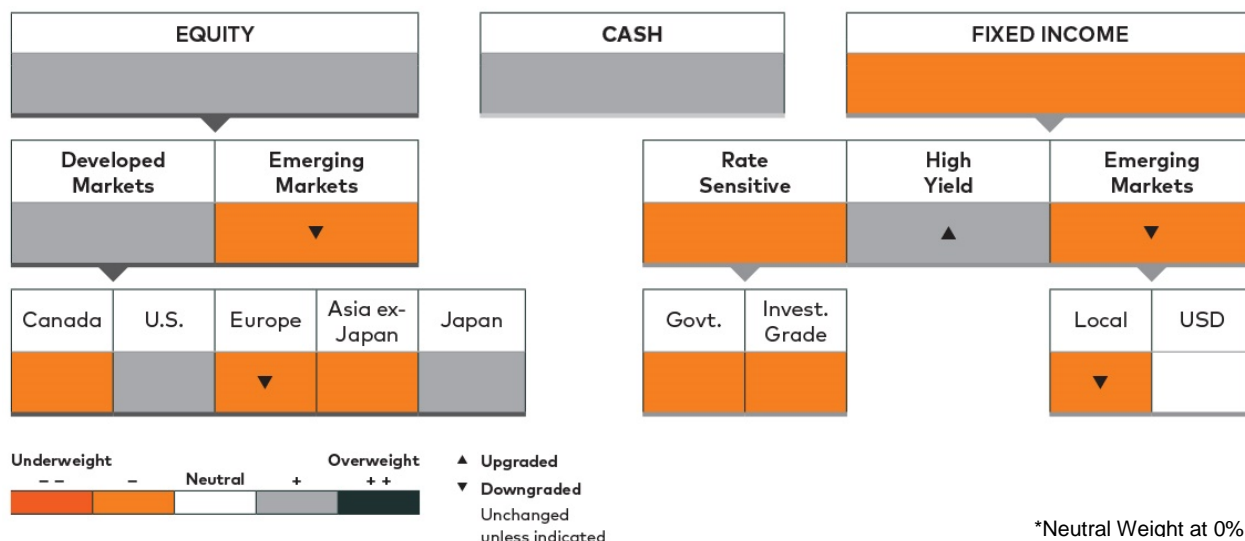 EQUITY
CASH
FIXED INCOME
Developed
Markets
Emerging
Markets
Rate
Sensitive
High
Yield
Emerging
Markets
▼
▲
▼
Canada
U.S.
Europe
Asia ex-
Japan
Japan
Govt.
Invest.
Grade
Local
USD
▼
▼
Underweight
Overweight
– –
–
Neutral
+
+ +
▲ Upgraded
▼ Downgraded
Unchanged
unless indicated
*Neutral Weight at 0%